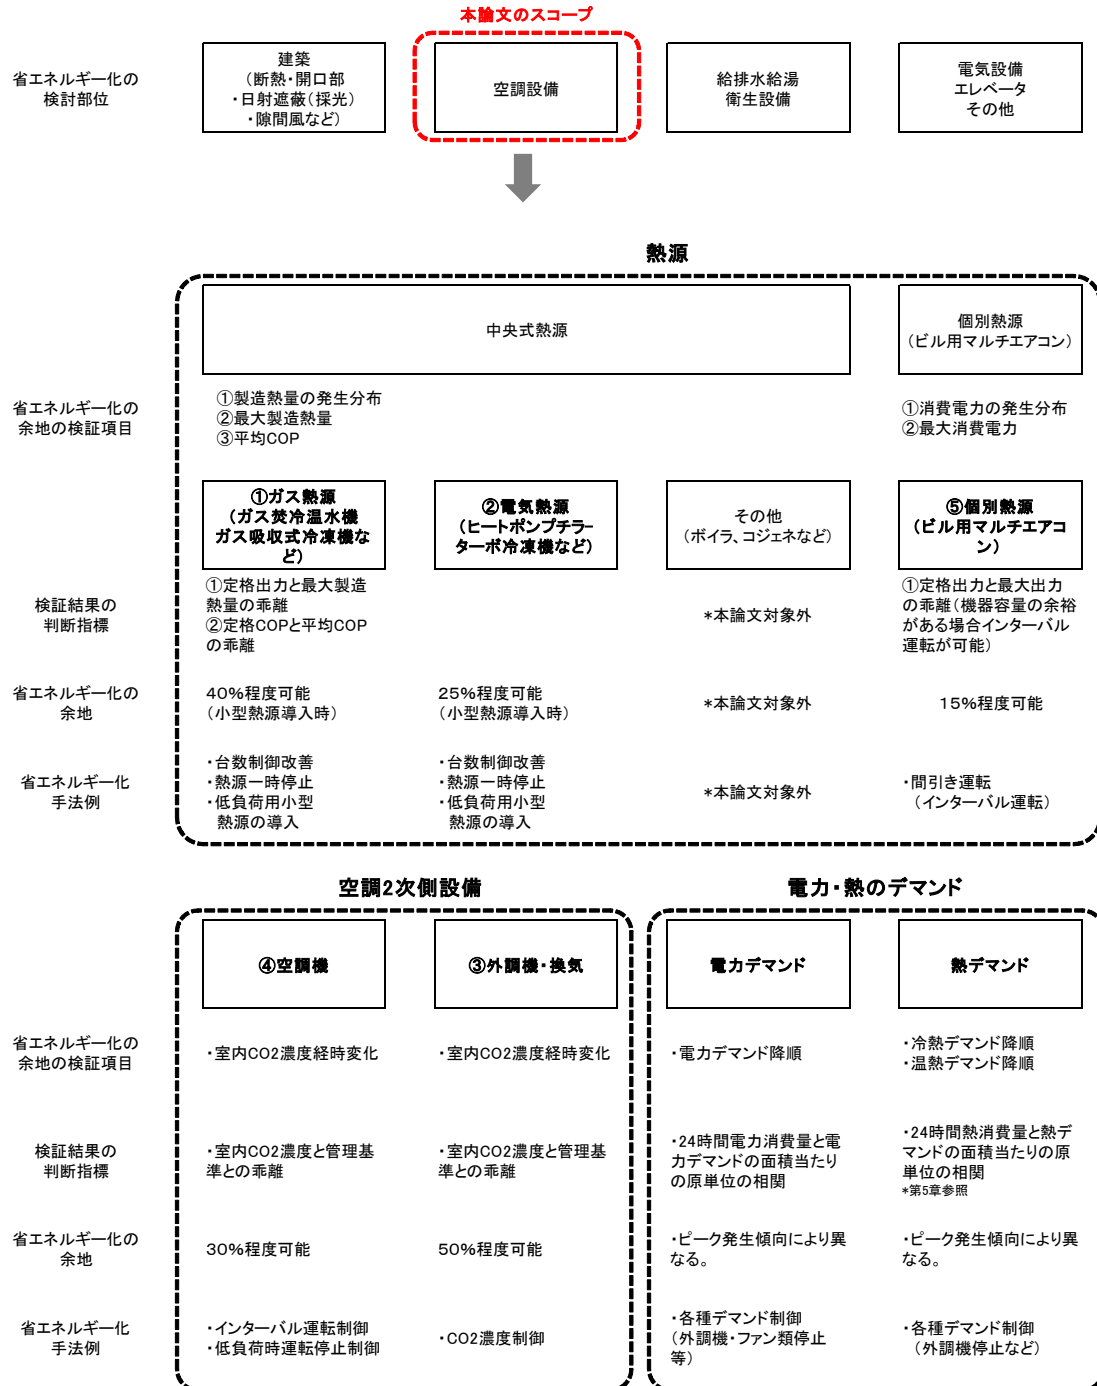 本論文のスコープ
省エネルギー化の
検討部位
建築
(断熱・開口部
・日射遮蔽(採光)
・隙間風など)
空調設備
給排水給湯
衛生設備
電気設備
エレベータ
その他
熱源
中央式熱源
個別熱源
(ビル用マルチエアコン)
省エネルギー化の
余地の検証項目
①製造熱量の発生分布
②最大製造熱量
③平均COP
①消費電力の発生分布
②最大消費電力
①ガス熱源
(ガス焚冷温水機
ガス吸収式冷凍機な
ど)
②電気熱源
(ヒートポンプチラー
ターボ冷凍機など)
その他
(ボイラ、コジェネなど)
⑤個別熱源
(ビル用マルチエアコ
ン)
検証結果の
判断指標
①定格出力と最大製造
熱量の乖離
②定格COPと平均COP
の乖離
*本論文対象外
①定格出力と最大出力
の乖離(機器容量の余裕
がある場合インターバル
運転が可能)
省エネルギー化の
余地
40%程度可能
(小型熱源導入時)
25%程度可能
(小型熱源導入時)
*本論文対象外
15%程度可能
省エネルギー化
手法例
・台数制御改善
・熱源一時停止
・低負荷用小型
熱源の導入
・台数制御改善
・熱源一時停止
・低負荷用小型
熱源の導入
*本論文対象外
・間引き運転
(インターバル運転)
空調2次側設備
電力・熱のデマンド
④空調機
③外調機・換気
電力デマンド
熱デマンド
省エネルギー化の
余地の検証項目
・室内CO2濃度経時変化
・室内CO2濃度経時変化
・電力デマンド降順
・冷熱デマンド降順
・温熱デマンド降順
検証結果の
判断指標
・室内CO2濃度と管理基
準との乖離
・室内CO2濃度と管理基
準との乖離
・24時間電力消費量と電
力デマンドの面積当たり
の原単位の相関
・24時間熱消費量と熱デ
マンドの面積当たりの原
単位の相関
*第5章参照
省エネルギー化の
余地
30%程度可能
50%程度可能
・ピーク発生傾向により異
なる。
・ピーク発生傾向により異
なる。
省エネルギー化
手法例
・インターバル運転制御
・低負荷時運転停止制御
・CO2濃度制御
・各種デマンド制御
(外調機・ファン類停止
等)
・各種デマンド制御
(外調機停止など)